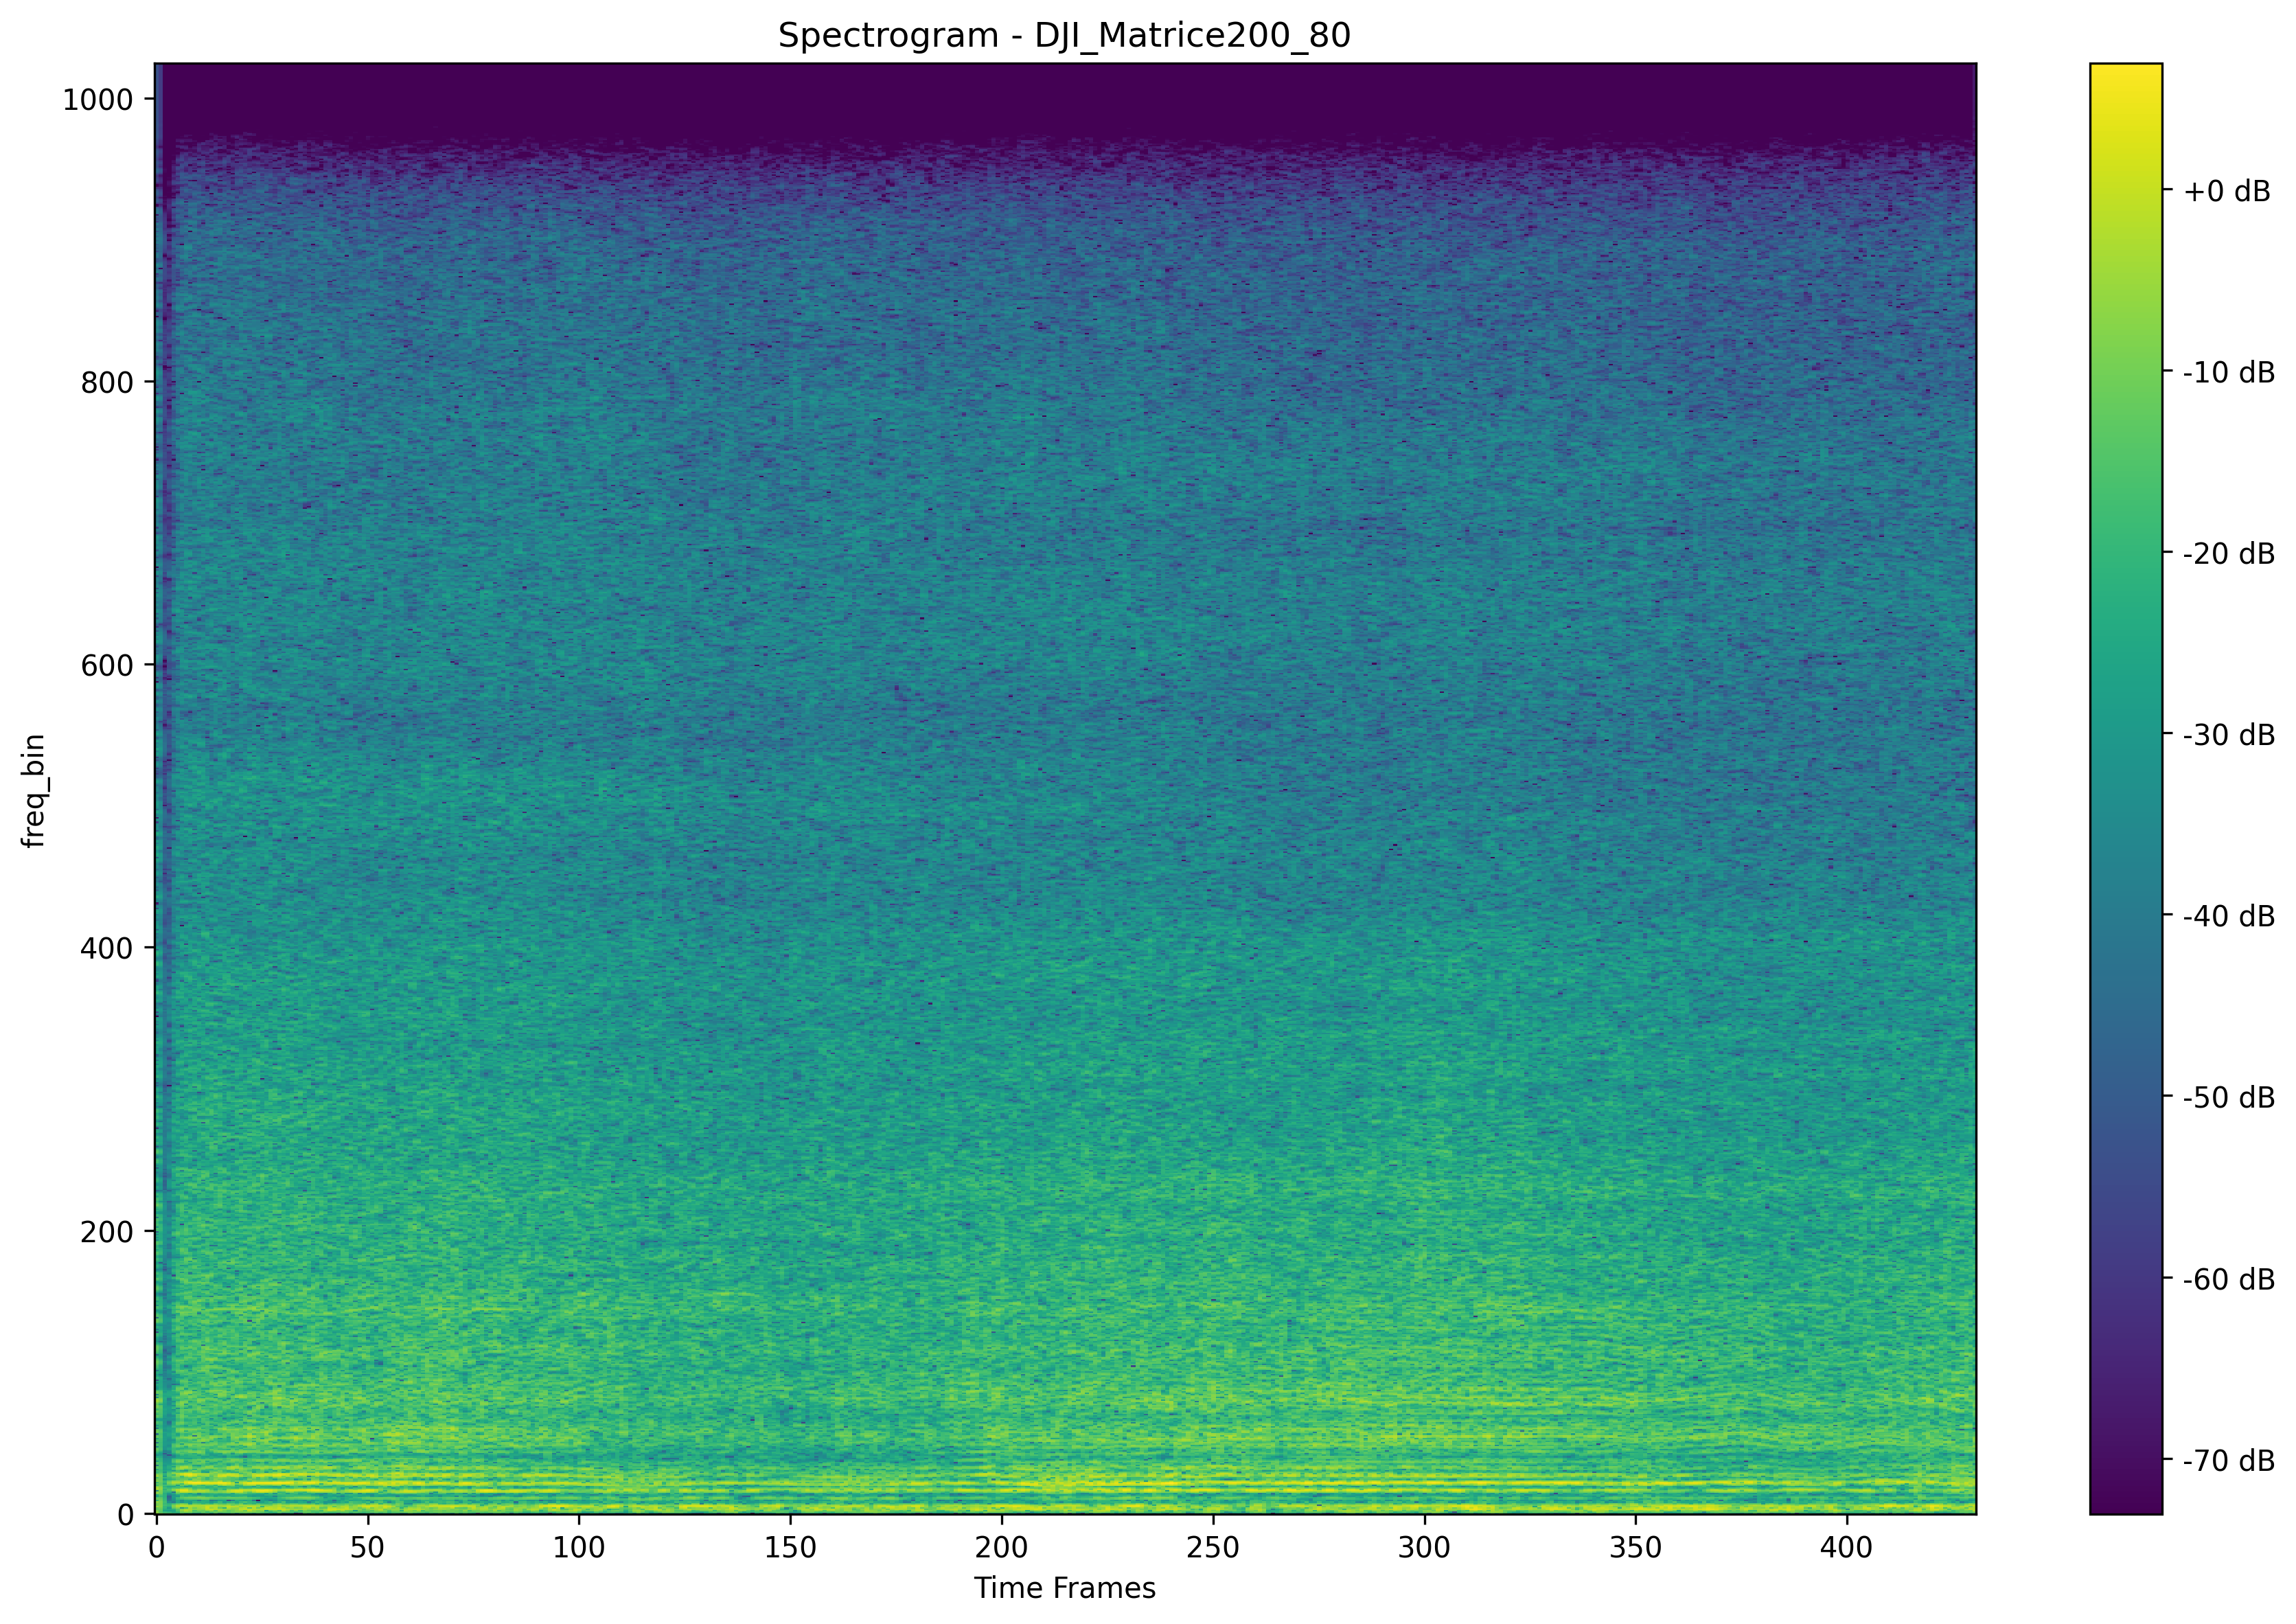 Spectrogram - DJI_Matrice200_80
1000
800
600
400
200
0
freq_bin
0 50 100 150 200 250 300 350 400
Time Frames
+0 dB
-10 dB
-20 dB
-30 dB
-40 dB
-50 dB
-60 dB
-70 dB